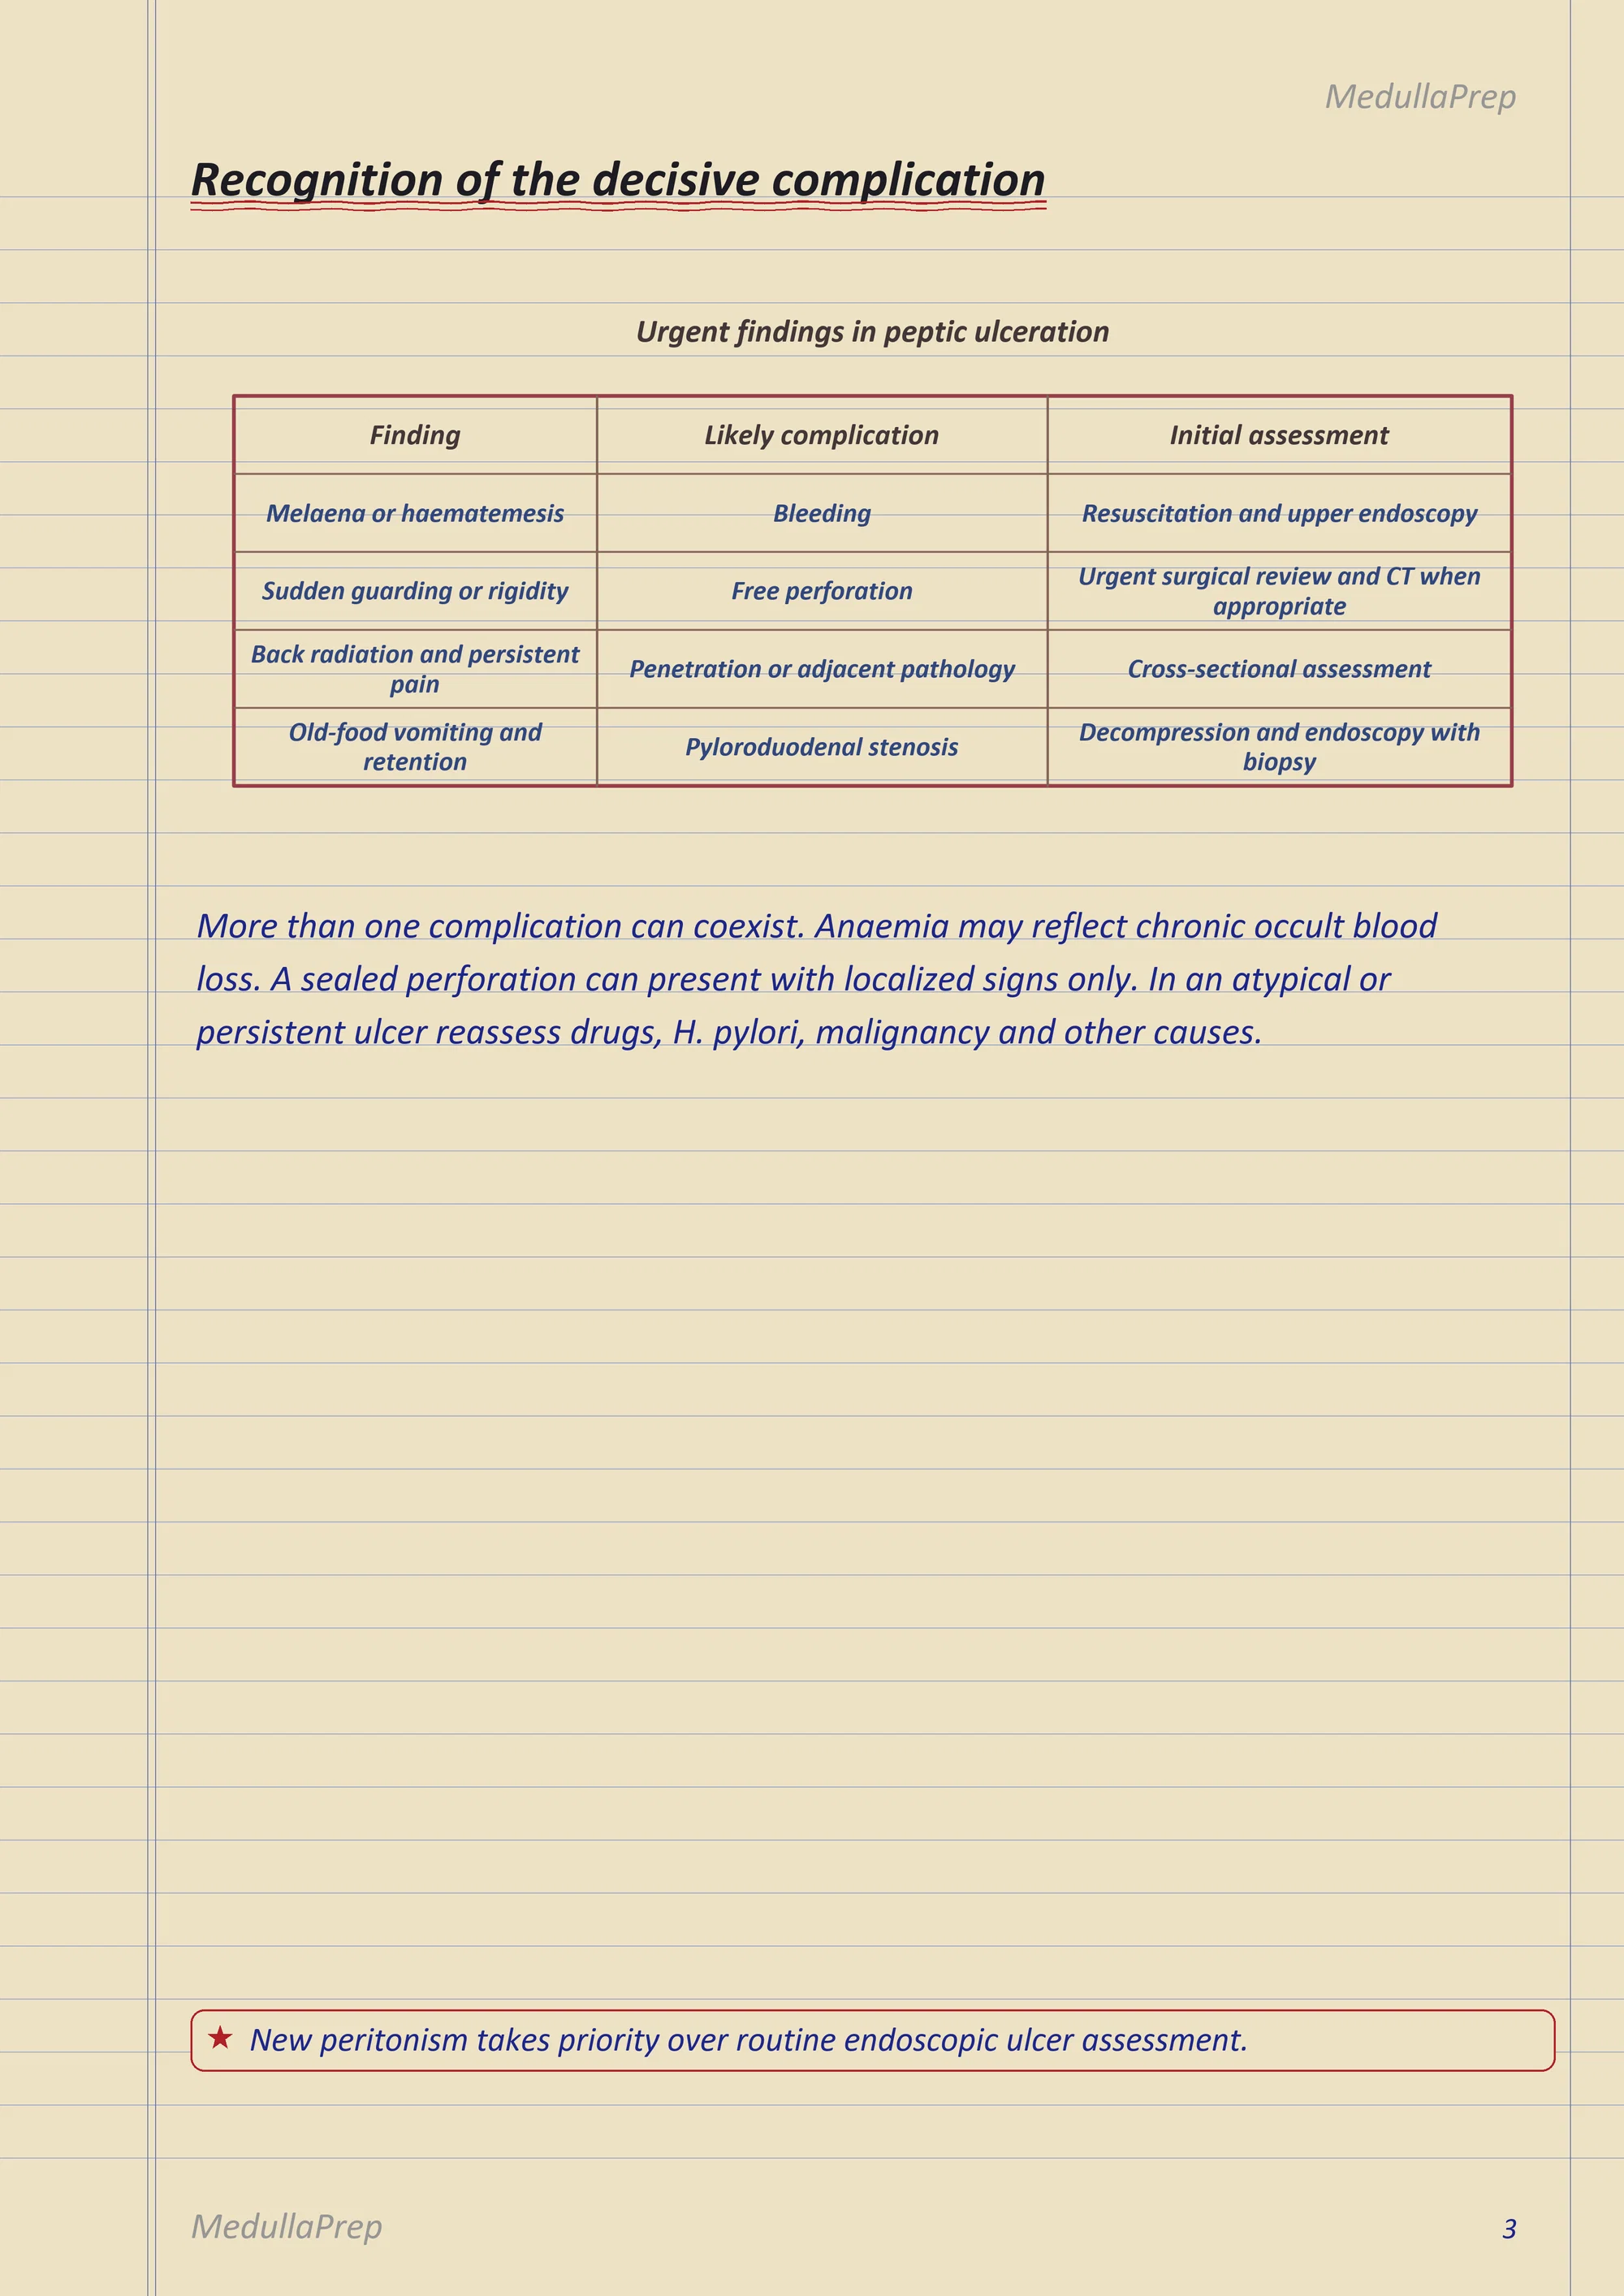 MedullaPrep
Recognition of the decisive complication
Urgent findings in peptic ulceration
Finding Likely complication Initial assessment
Melaena or haematemesis Bleeding Resuscitation and upper endoscopy
Sudden guarding or rigidity Free perforation Urgent surgical review and CT when
appropriate
Back radiation and persistent
pain Penetration or adjacent pathology Cross-sectional assessment
Old-food vomiting and
retention Pyloroduodenal stenosis Decompression and endoscopy with
biopsy
More than one complication can coexist. Anaemia may reflect chronic occult blood
loss. A sealed perforation can present with localized signs only. In an atypical or
persistent ulcer reassess drugs, H. pylori, malignancy and other causes.
★ New peritonism takes priority over routine endoscopic ulcer assessment.
MedullaPrep 3